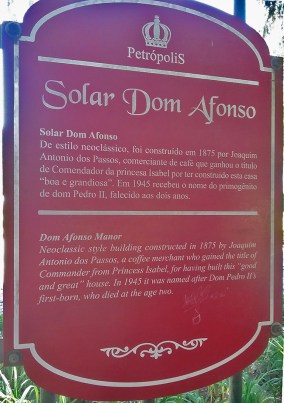 PetrópoliS
Solar Dom Afonso
Solar Dom Afonso
De estilo neoclássico, foi construído em 1875 por Joaquim
Antonio dos Passos, comerciante de café que ganhou o título
de Comendador da princesa Isabel por ter construído esta casa
“boa e grandiosa”. Em 1945 recebeu o nome do primogênito
de dom Pedro II, falecido aos dois anos.
Dom Afonso Manor
Neoclassic style building constructed in 1875 by Joaquim
Antonio dos Passos, a coffee merchant who gained the title of
Commander from Princess Isabel, for having built this “good
and great” house. In 1945 it was named after Dom Pedro II’s
first-born, who died at the age two.